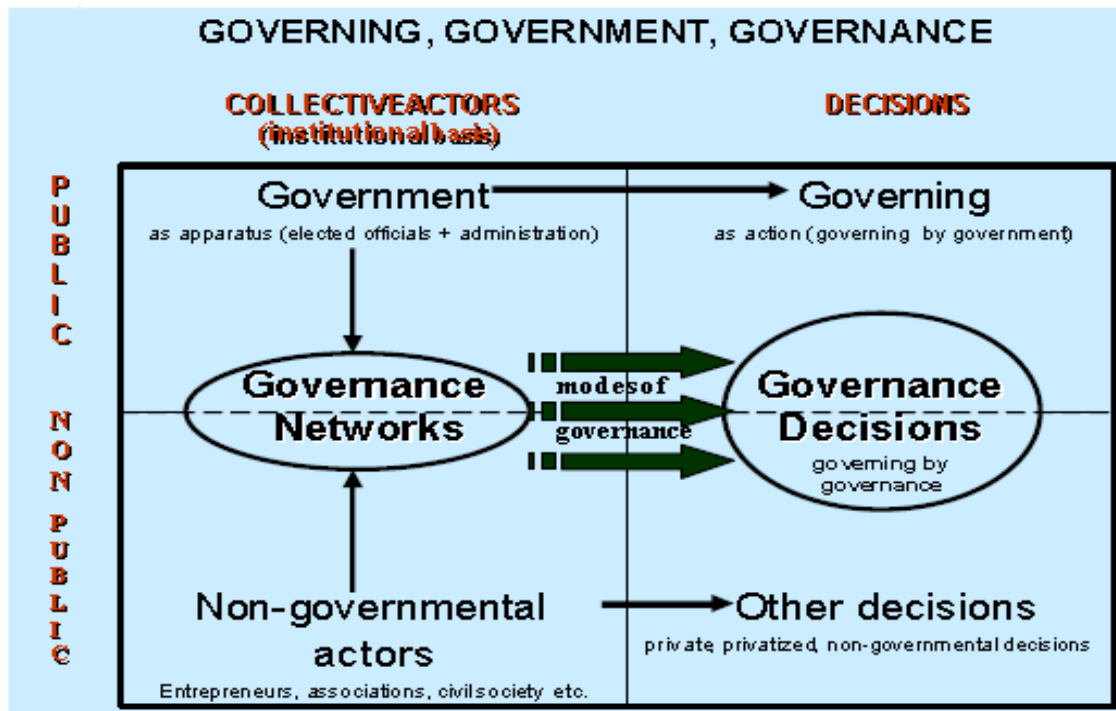 GOVERNING, GOVERNMENT, GOVERNANCE
COLLECTIVEACTORS
(institutionalbasis)
DECISIONS
PUBLIC
NON PUBLIC
Government
as apparatus (elected officials + administration)
Governing
as action (governing by government)
Governance
Networks
modesof
governance
Governance
Decisions
governing by
governance
Non-governmental
actors
Entrepreneurs, associations, civilsociety etc.
Other decisions
private, privatized, non-governmental decisions